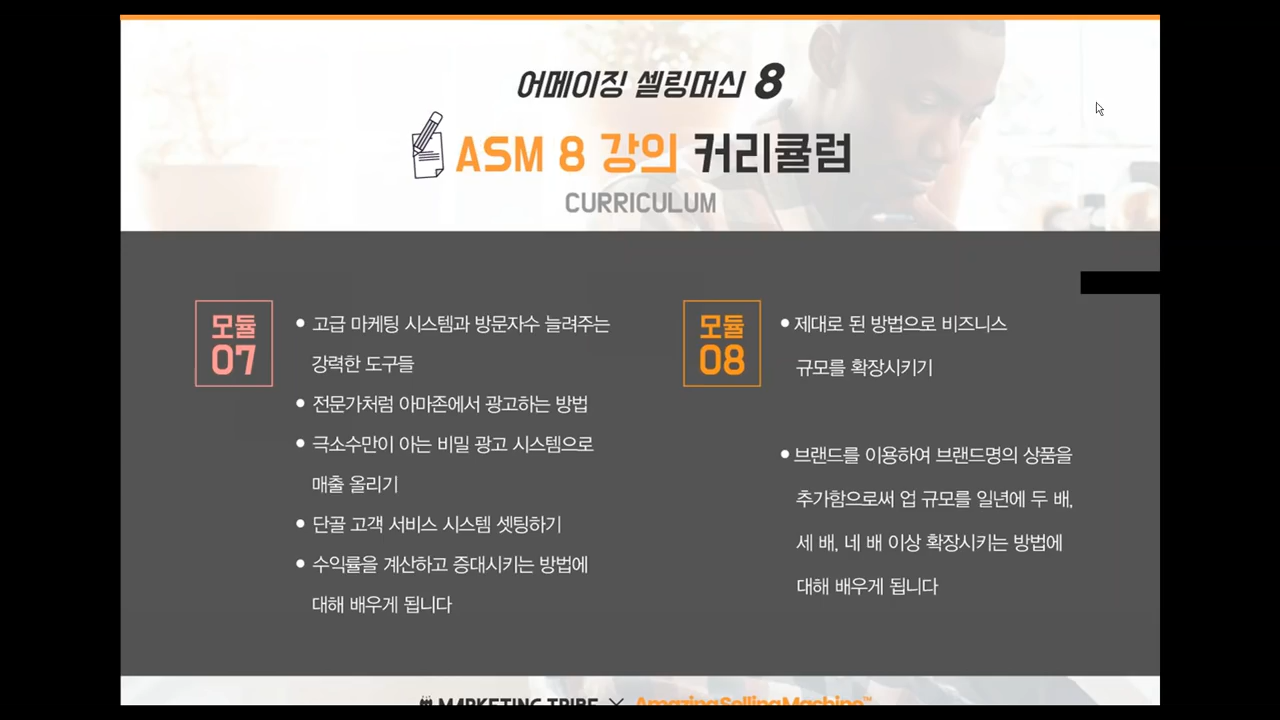 어메이징 셀링머신 8
ASM 8 강의 커리큘럼
CURRICULUM
모듈
07
• 고급 마케팅 시스템과 방문자수 늘려주는
강력한 도구들
• 전문가처럼 아마존에서 광고하는 방법
• 극소수만이 아는 비밀 광고 시스템으로
매출 올리기
• 단골 고객 서비스 시스템 셋팅하기
• 수익률을 계산하고 증대시키는 방법에
대해 배우게 됩니다
모듈
08
• 제대로 된 방법으로 비즈니스
규모를 확장시키기
• 브랜드를 이용하여 브랜드명의 상품을
추가함으로써 업 규모를 일년에 두 배,
세 배, 네 배 이상 확장시키는 방법에
대해 배우게 됩니다
MARKETING TRIBE X AmazingSellingMachine™